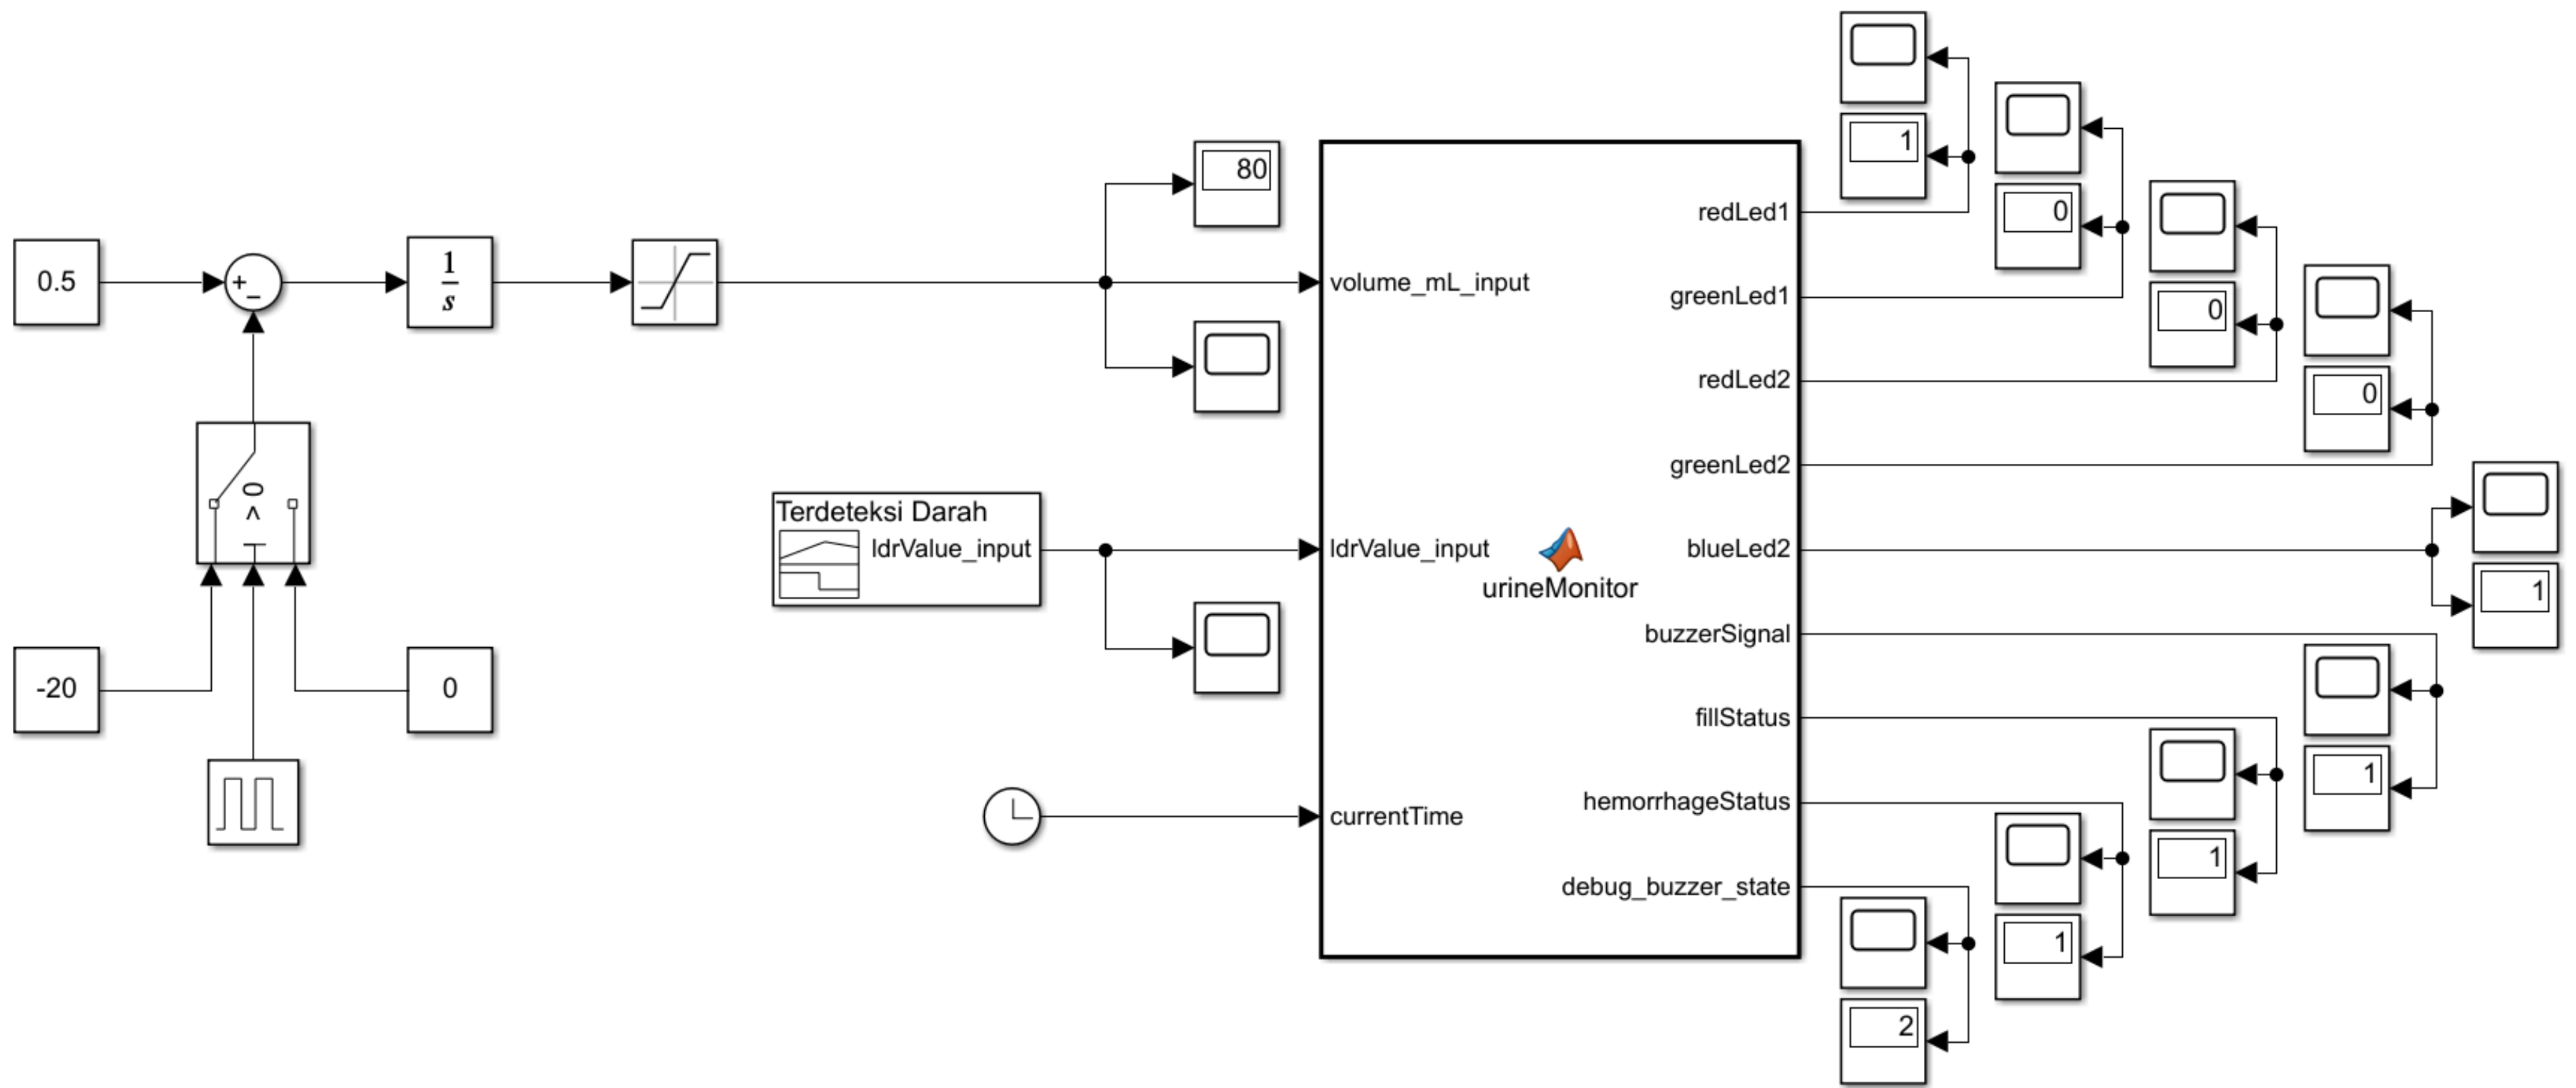 0.5
+
−
1
s
> 0
-20
0
80
Terdeteksi Darah
ldrValue_input
volume_mL_input
ldrValue_input
currentTime
urineMonitor
redLed1
greenLed1
redLed2
greenLed2
blueLed2
buzzerSignal
fillStatus
hemorrhageStatus
debug_buzzer_state
1
0
0
0
1
1
1
1
2